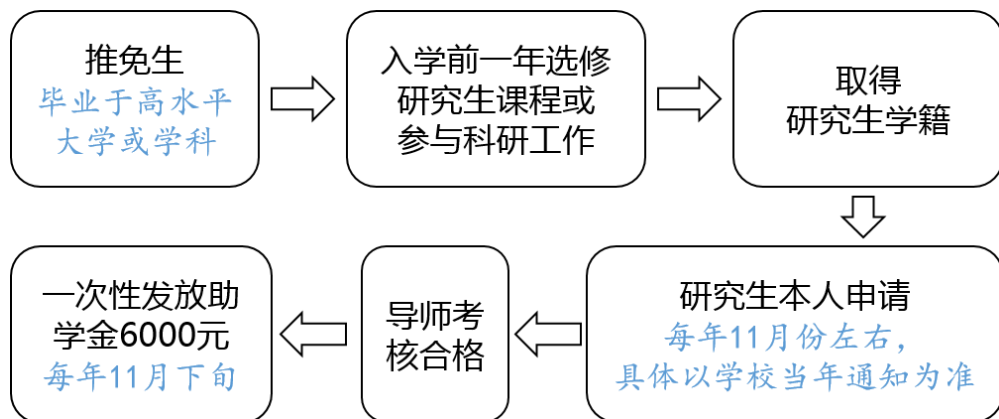 推免生
毕业于高水平
大学或学科
入学前一年选修
研究生课程或
参与科研工作
取得
研究生学籍
研究生本人申请
每年11月份左右，
具体以学校当年通知为准
导师考
核合格
一次性发放助
学金6000元
每年11月下旬